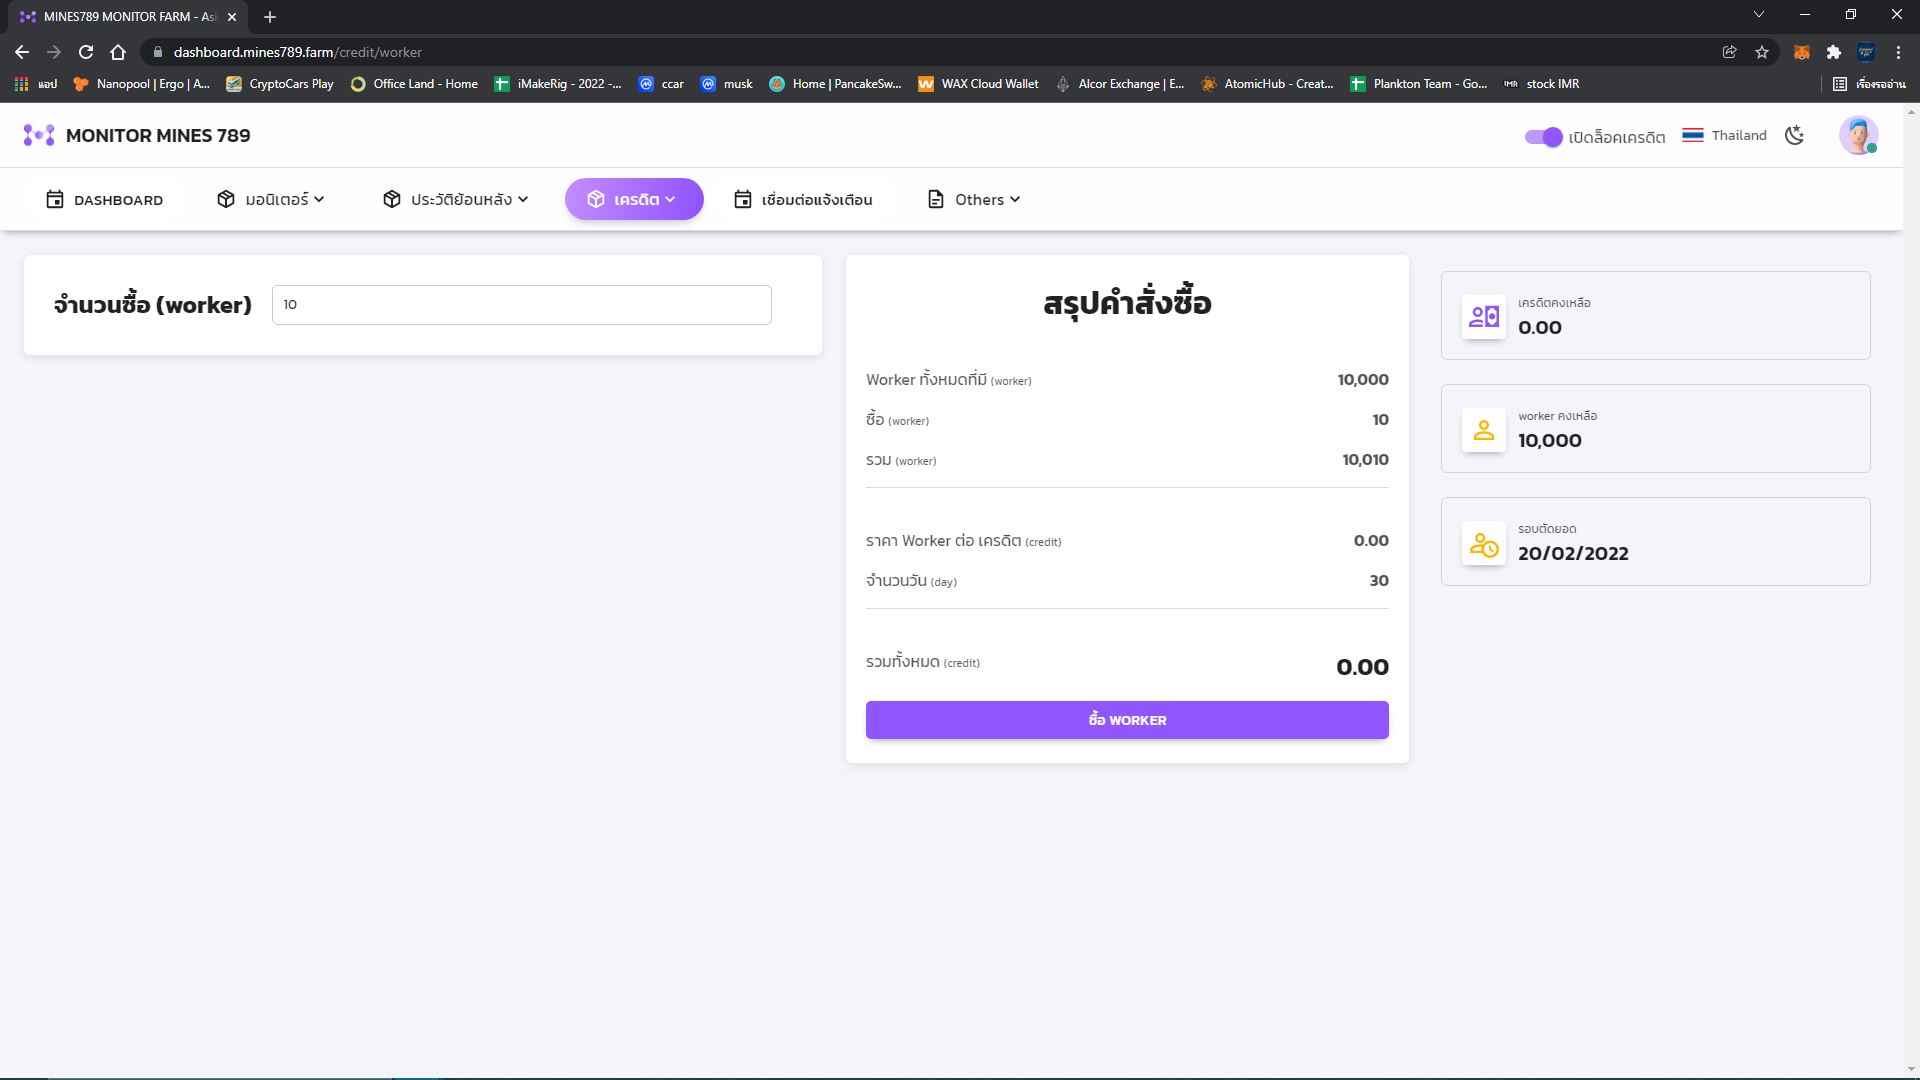 MINES789 MONITOR FARM - Asi
dashboard.mines789.farm/credit/worker
แอป
Nanopool | Ergo | A...
CryptoCars Play
Office Land - Home
iMakeRig - 2022 -...
ccar
musk
Home | PancakeSw...
WAX Cloud Wallet
Alcor Exchange | E...
AtomicHub - Creat...
Plankton Team - Go...
IMR stock IMR
เรื่องรออ่าน
MONITOR MINES 789
เปิดล็อคเครดิต
Thailand
DASHBOARD
มอนิเตอร์
ประวัติย้อนหลัง
เครดิต
เชื่อมต่อแจ้งเตือน
Others
จำนวนซื้อ (worker)
10
สรุปคำสั่งซื้อ
Worker ทั้งหมดที่มี (worker) 10,000
ซื้อ (worker) 10
รวม (worker) 10,010
ราคา Worker ต่อ เครดิต (credit) 0.00
จำนวนวัน (day) 30
รวมทั้งหมด (credit) 0.00
ซื้อ WORKER
เครดิตคงเหลือ
0.00
worker คงเหลือ
10,000
รอบตัดยอด
20/02/2022